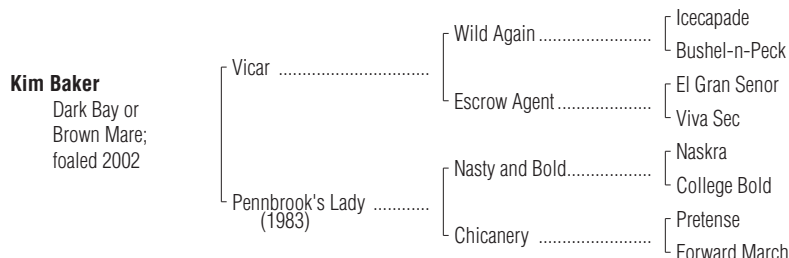 Kim Baker
Dark Bay or
Brown Mare;
foaled 2002
Vicar ..............................
Pennbrook's Lady ...........
(1983)
Wild Again ......................
Escrow Agent...................
Nasty and Bold.................
Chicanery ......................
Icecapade
Bushel-n-Peck
El Gran Senor
Viva Sec
Naskra
College Bold
Pretense
Forward March